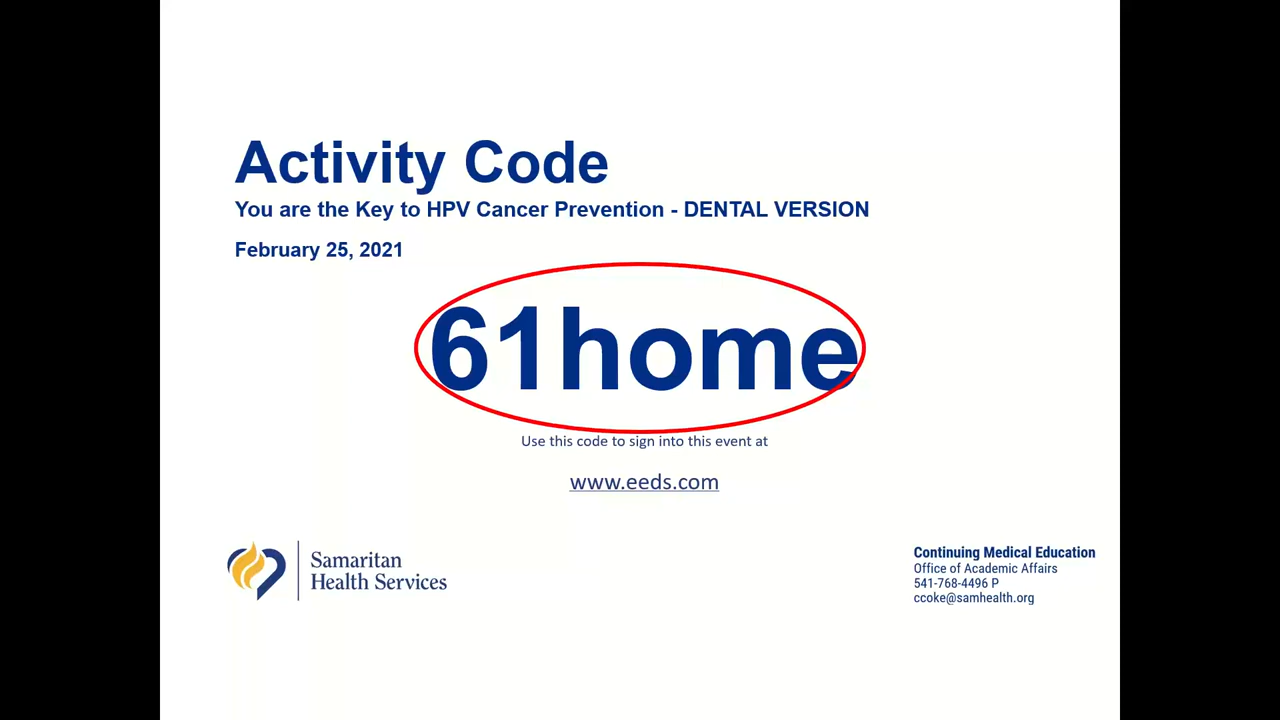 Activity Code
You are the Key to HPV Cancer Prevention - DENTAL VERSION
February 25, 2021
61home
Use this code to sign into this event at
www.eeds.com
Samaritan
Health Services
Continuing Medical Education
Office of Academic Affairs
541-768-4496 P
ccoke@samhealth.org